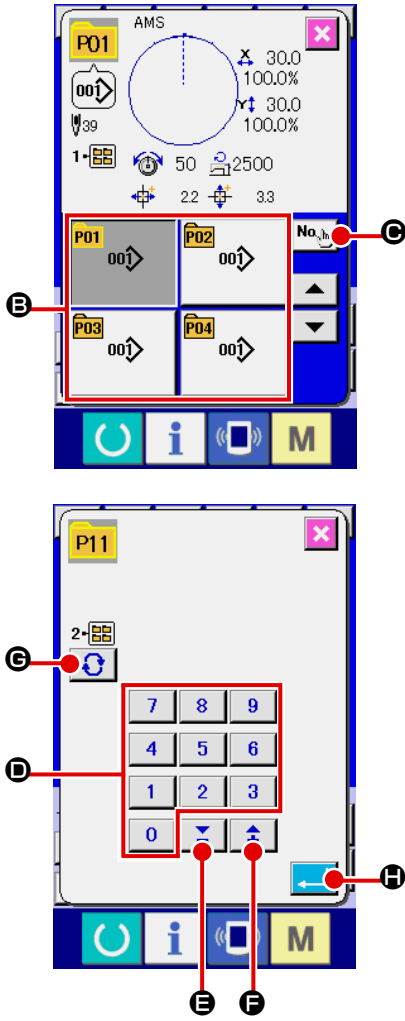 P01
AMS
X 30.0
100.0%
001
Y 30.0
100.0%
39
1
50 2500
2.2 3.3
P01 001
P02 001
No.
C
B
P03 001
P04 001
i M
P11
2
G
7 8 9
4 5 6
D
1 2 3
0
H
i M
E F